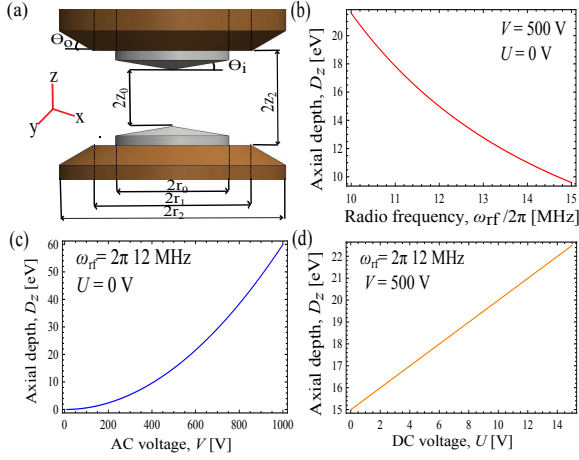 (a)
Θo
Θi
2z0
2z2
z
y
x
2r0
2r1
2r2
(b)
V = 500 V
U = 0 V
Axial depth, Dz [eV]
22
20
18
16
14
12
10
10 11 12 13 14 15
Radio frequency, ωrf /2π [MHz]
(c)
ωrf = 2π 12 MHz
U = 0 V
Axial depth, Dz [eV]
60
50
40
30
20
10
0
0 200 400 600 800 1000
AC voltage, V [V]
(d)
ωrf = 2π 12 MHz
V = 500 V
Axial depth, Dz [eV]
22
21
20
19
18
17
16
15
0 2 4 6 8 10 12 14
DC voltage, U [V]